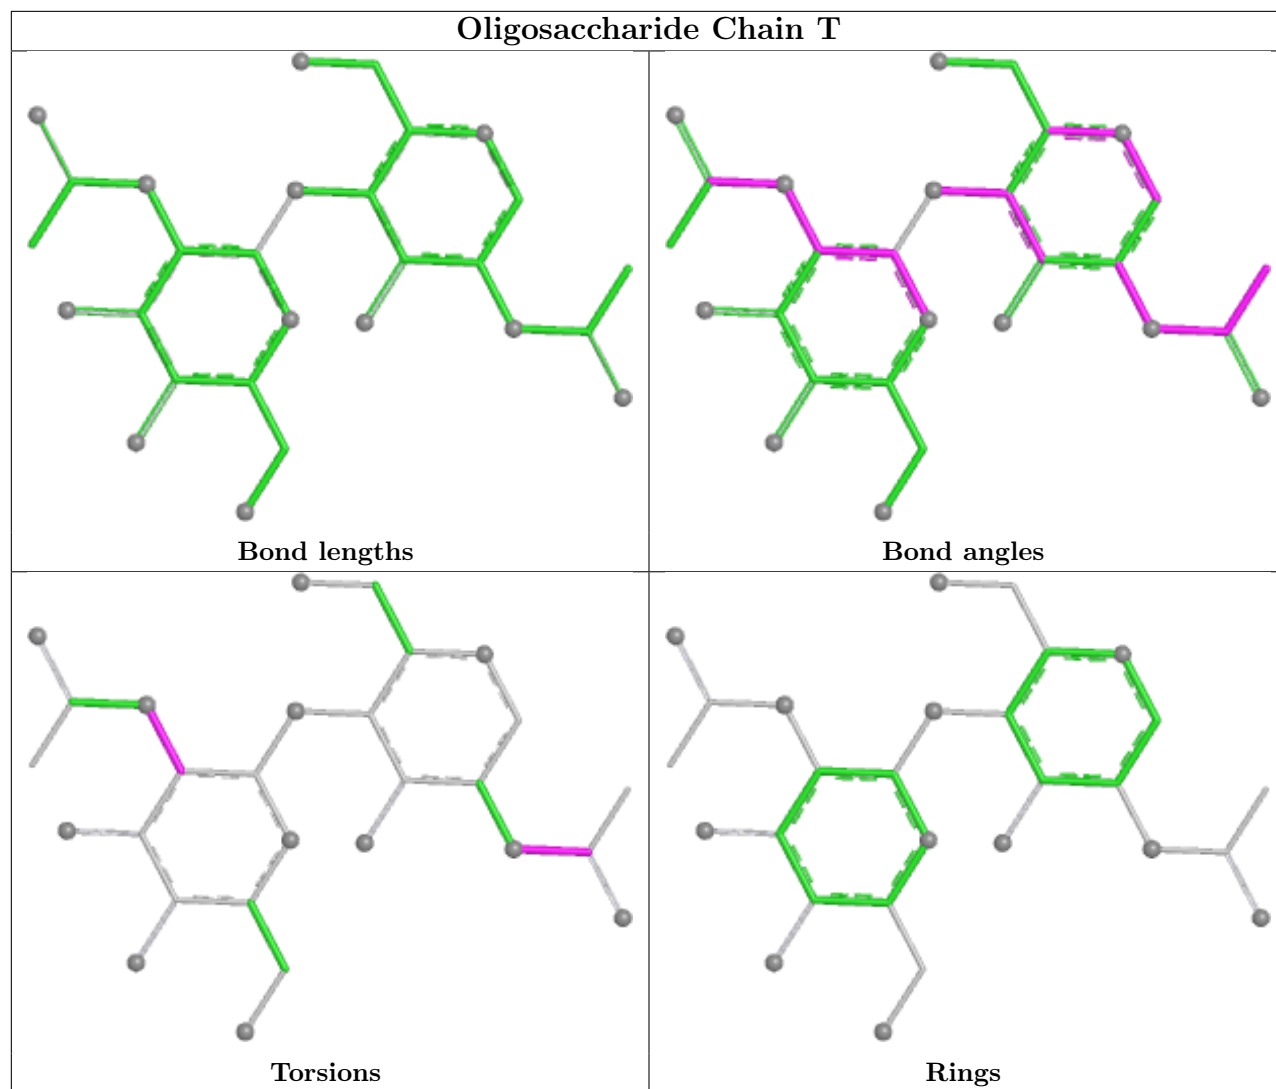 Oligosaccharide Chain T
Bond lengths
Bond angles
Torsions
Rings